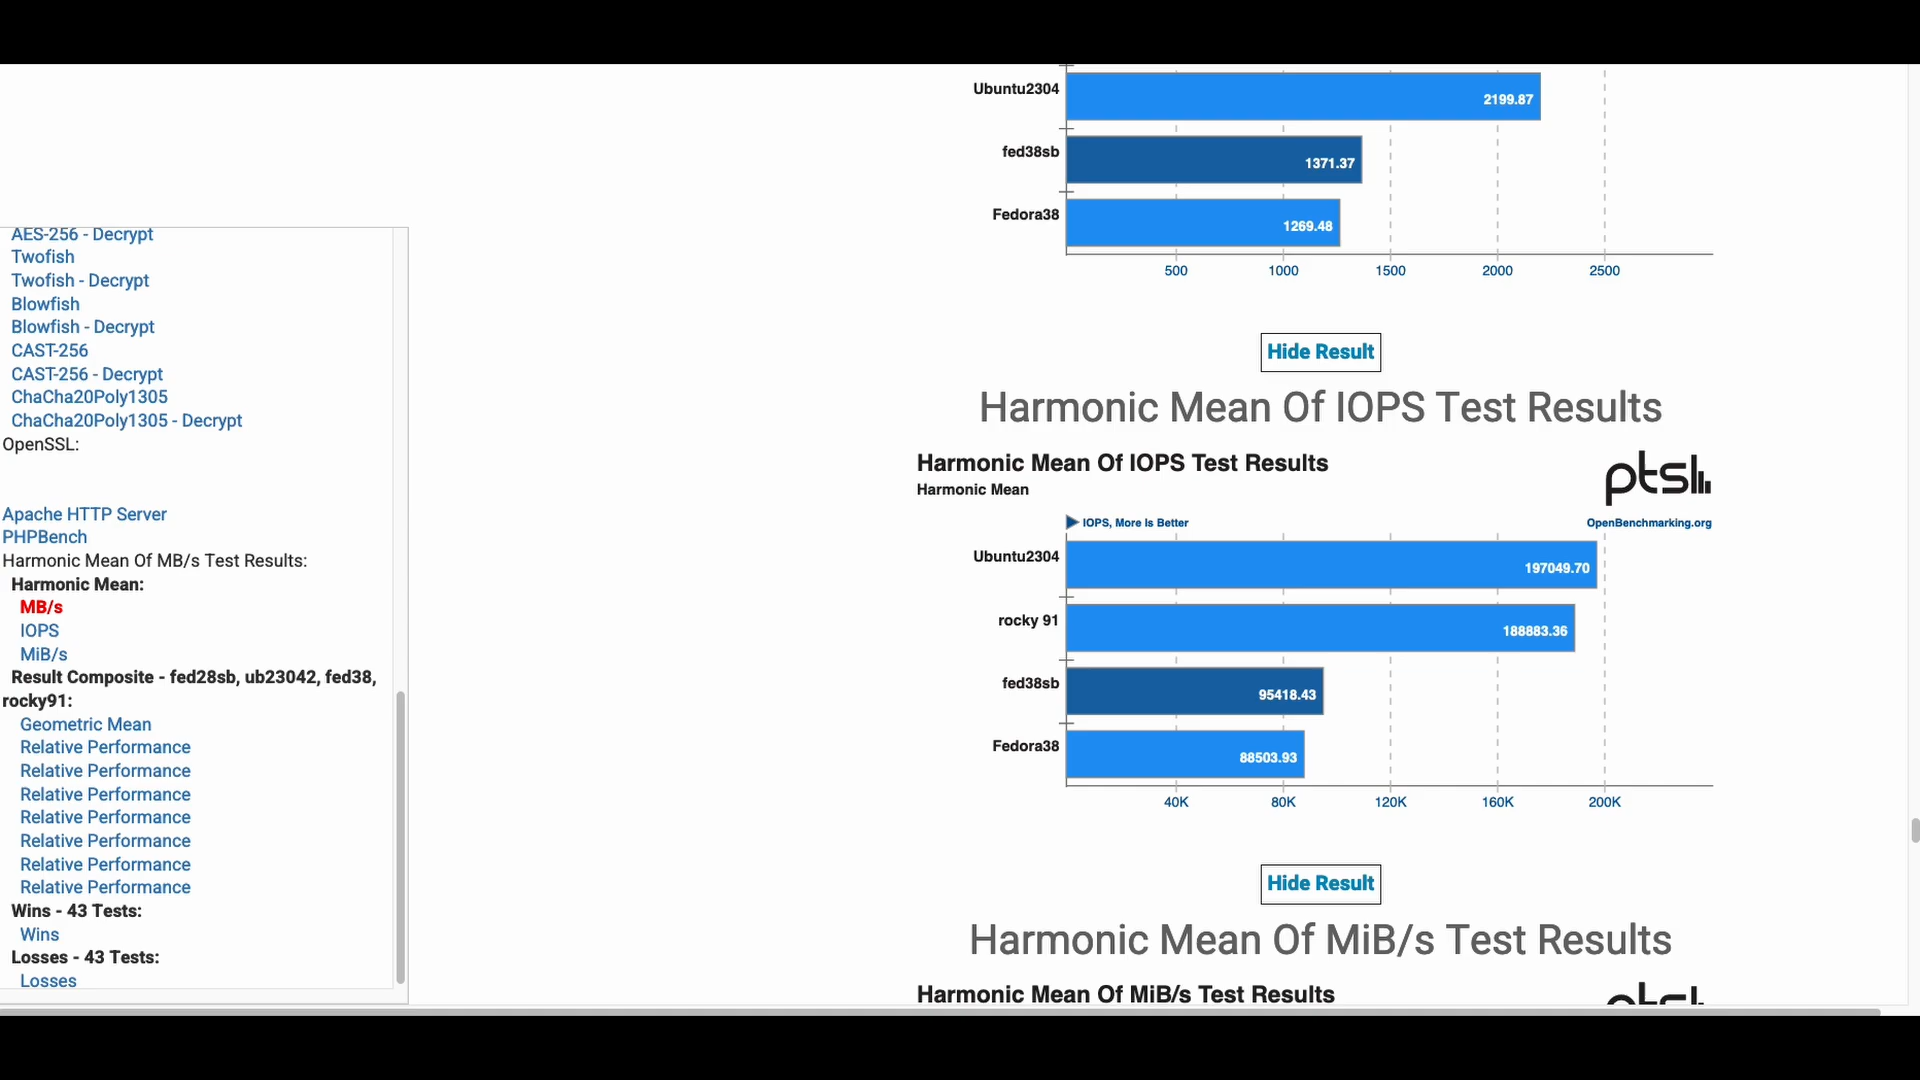 AES-256 - Decrypt
Twofish
Twofish - Decrypt
Blowfish
Blowfish - Decrypt
CAST-256
CAST-256 - Decrypt
ChaCha20Poly1305
ChaCha20Poly1305 - Decrypt
OpenSSL:
Apache HTTP Server
PHPBench
Harmonic Mean Of MB/s Test Results:
Harmonic Mean:
MB/s
IOPS
MiB/s
Result Composite - fed28sb, ub23042, fed38,
rocky91:
Geometric Mean
Relative Performance
Relative Performance
Relative Performance
Relative Performance
Relative Performance
Relative Performance
Relative Performance
Wins - 43 Tests:
Wins
Losses - 43 Tests:
Losses
Ubuntu2304 2199.87
fed38sb 1371.37
Fedora38 1269.48
500 1000 1500 2000 2500
Hide Result
Harmonic Mean Of IOPS Test Results
Harmonic Mean Of IOPS Test Results
Harmonic Mean
pts
IOPS, More Is Better OpenBenchmarking.org
Ubuntu2304 197049.70
rocky 91 188883.36
fed38sb 95418.43
Fedora38 88503.93
40K 80K 120K 160K 200K
Hide Result
Harmonic Mean Of MiB/s Test Results
Harmonic Mean Of MiB/s Test Results
pts